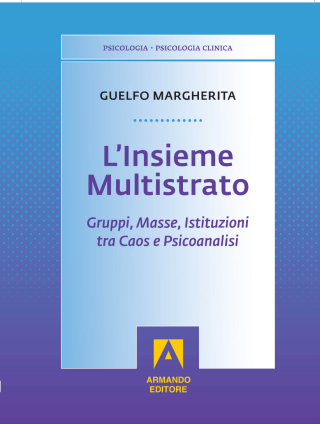 PSICOLOGIA • PSICOLOGIA CLINICA
GUELFO MARGHERITA
L'Insieme
Multistrato
Gruppi, Masse, Istituzioni
tra Caos e Psicoanalisi
ARMANDO
EDITORE